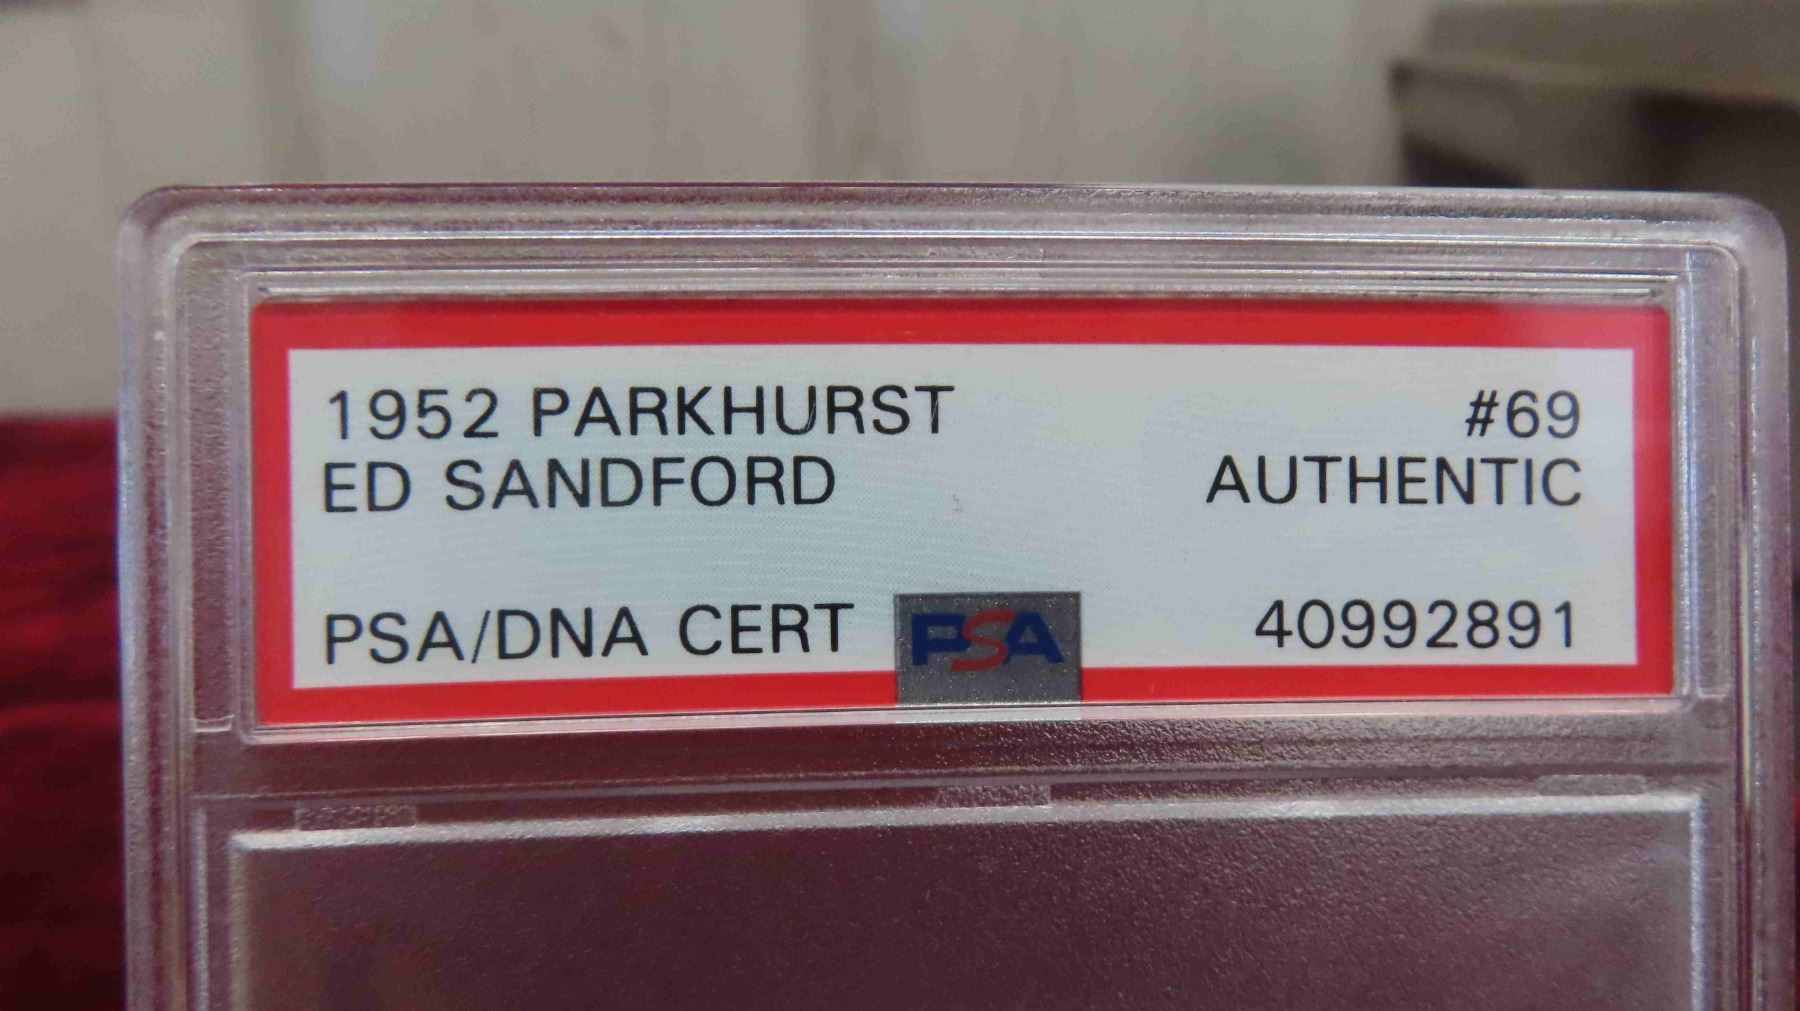 1952 PARKHURST #69
ED SANDFORD AUTHENTIC
PSA/DNA CERT PSA 40992891